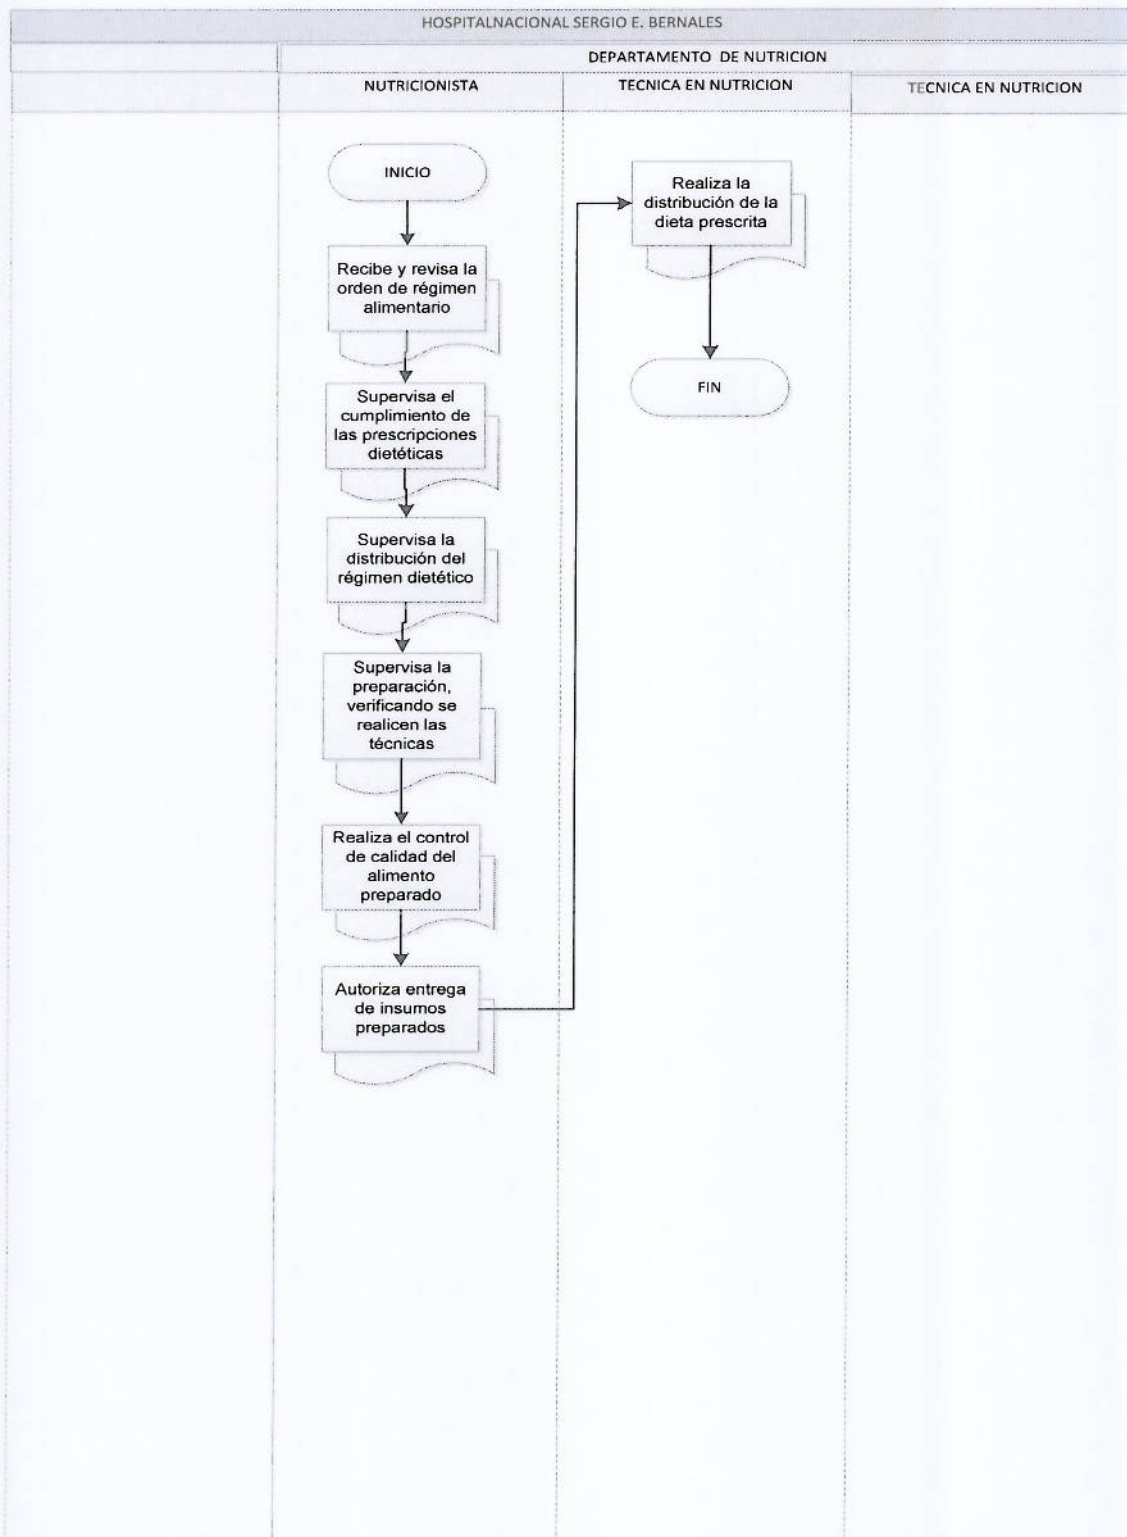 HOSPITALNACIONAL SERGIO E. BERNALES
DEPARTAMENTO DE NUTRICION
NUTRICIONISTA
TECNICA EN NUTRICION
TECNICA EN NUTRICION
INICIO
Recibe y revisa la
orden de régimen
alimentario
Supervisa el
cumplimiento de
las prescripciones
dietéticas
Supervisa la
distribución del
régimen dietético
Supervisa la
preparación,
verificando se
realicen las
técnicas
Realiza el control
de calidad del
alimento
preparado
Autoriza entrega
de insumos
preparados
Realiza la
distribución de la
dieta prescrita
FIN